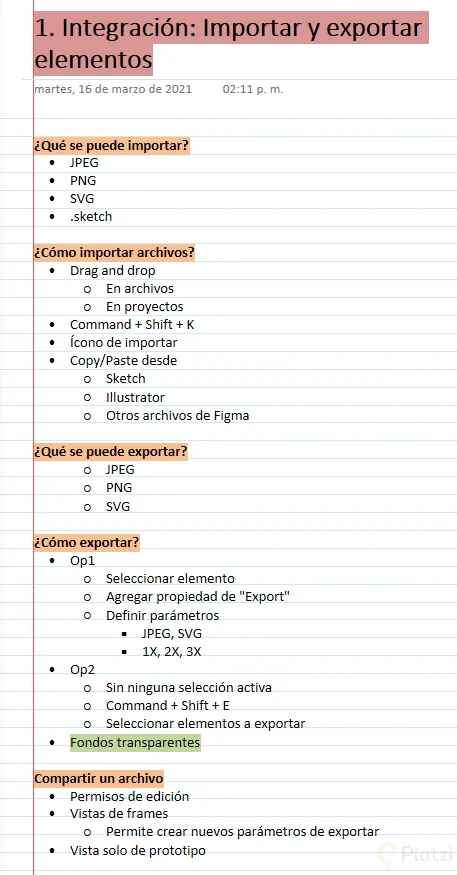 1. Integración: Importar y exportar
elementos
martes, 16 de marzo de 2021 02:11 p. m.
¿Qué se puede importar?
• JPEG
• PNG
• SVG
• .sketch
¿Cómo importar archivos?
• Drag and drop
o En archivos
o En proyectos
• Command + Shift + K
• Ícono de importar
• Copy/Paste desde
o Sketch
o Illustrator
o Otros archivos de Figma
¿Qué se puede exportar?
o JPEG
o PNG
o SVG
¿Cómo exportar?
• Op1
o Seleccionar elemento
o Agregar propiedad de "Export"
o Definir parámetros
▪ JPEG, SVG
▪ 1X, 2X, 3X
• Op2
o Sin ninguna selección activa
o Command + Shift + E
o Seleccionar elementos a exportar
• Fondos transparentes
Compartir un archivo
• Permisos de edición
• Vistas de frames
o Permite crear nuevos parámetros de exportar
• Vista solo de prototipo
Platzi